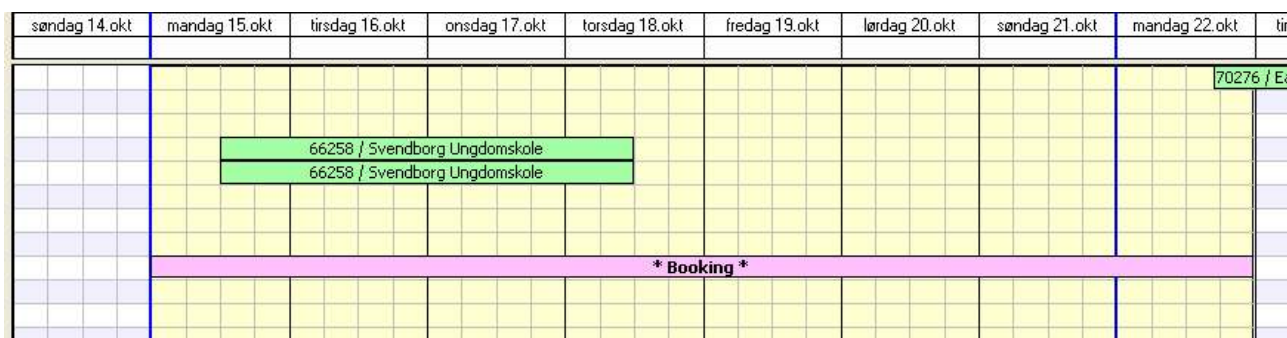 søndag 14.okt mandag 15.okt tirsdag 16.okt onsdag 17.okt torsdag 18.okt fredag 19.okt lørdag 20.okt søndag 21.okt mandag 22.okt
70276 /
66258 / Svendborg Ungdomskole
66258 / Svendborg Ungdomskole
* Booking *